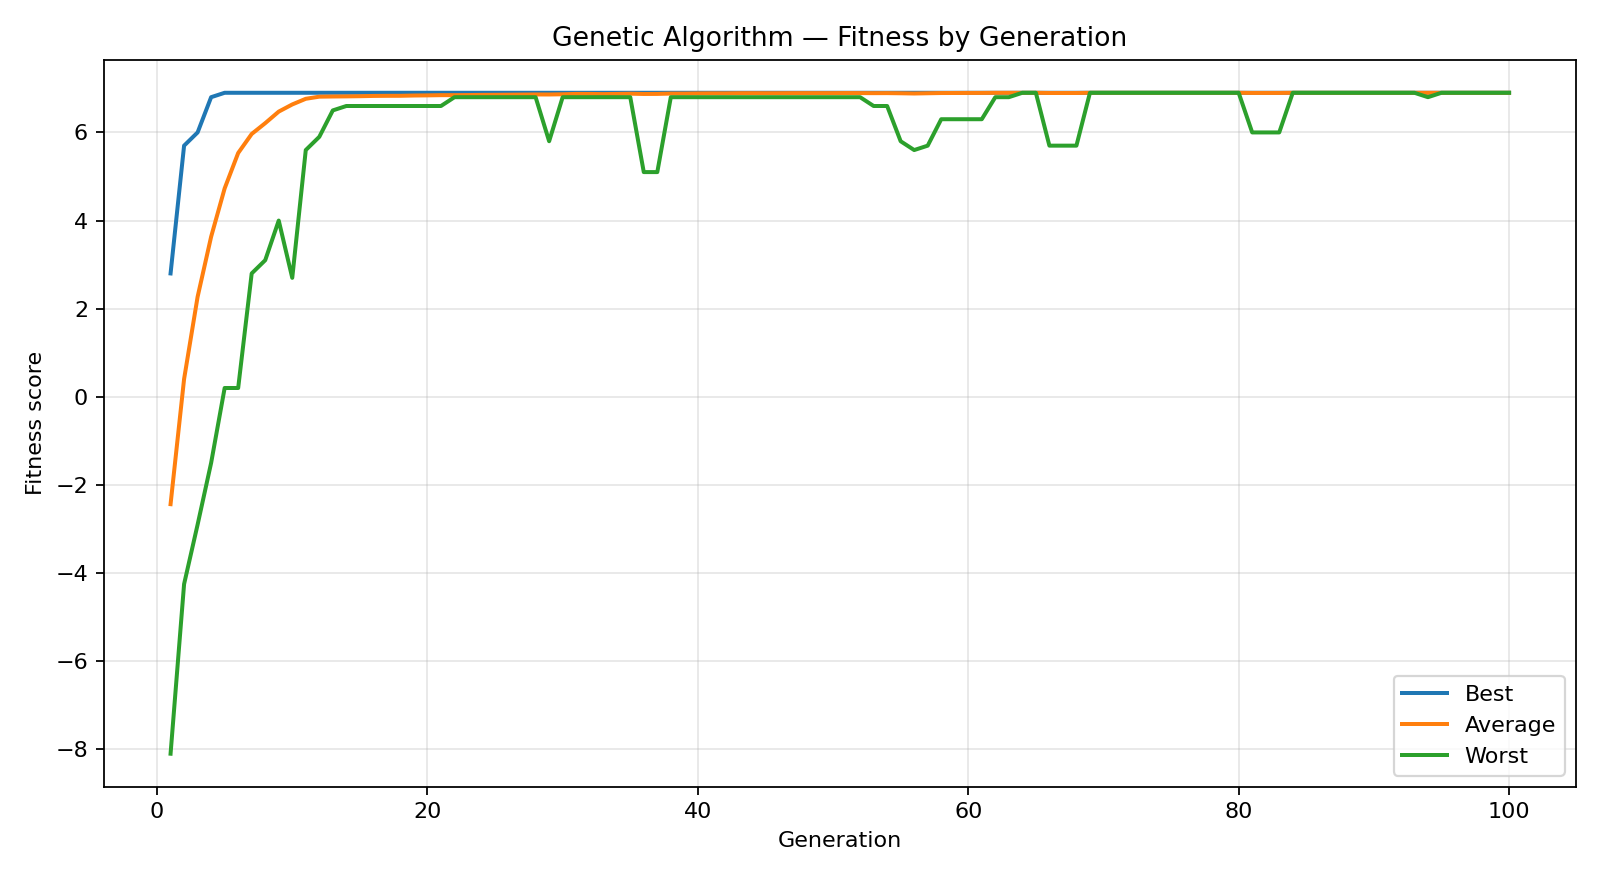 Genetic Algorithm — Fitness by Generation
Fitness score
6
4
2
0
−2
−4
−6
−8
Best
Average
Worst
0 20 40 60 80 100
Generation